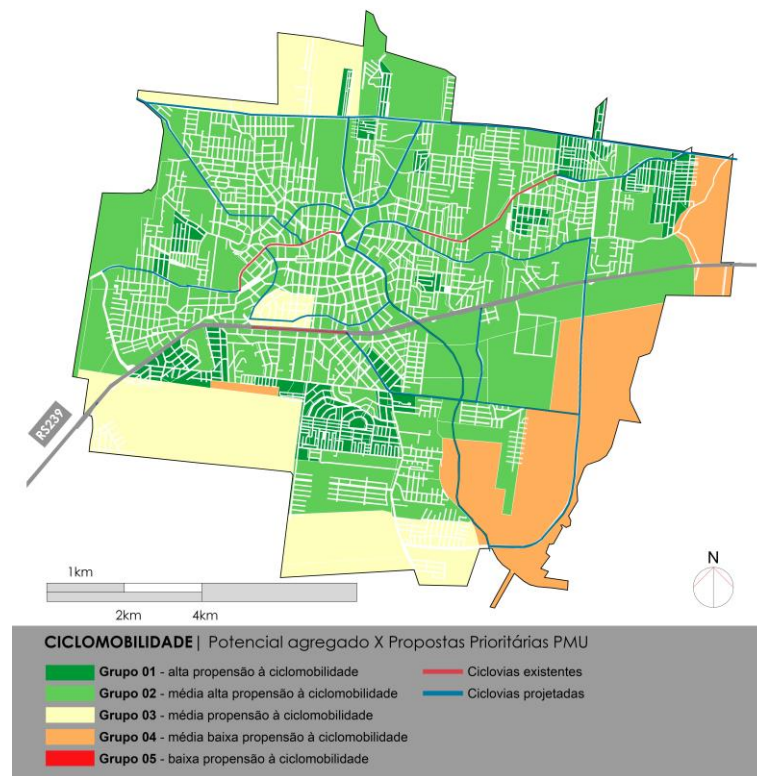 RS239
N
1km
2km 4km
CICLOMOBILIDADE | Potencial agregado X Propostas Prioritárias PMU
Grupo 01 - alta propensão à ciclomobilidade
Grupo 02 - média alta propensão à ciclomobilidade
Grupo 03 - média propensão à ciclomobilidade
Grupo 04 - média baixa propensão à ciclomobilidade
Grupo 05 - baixa propensão à ciclomobilidade
Ciclovias existentes
Ciclovias projetadas